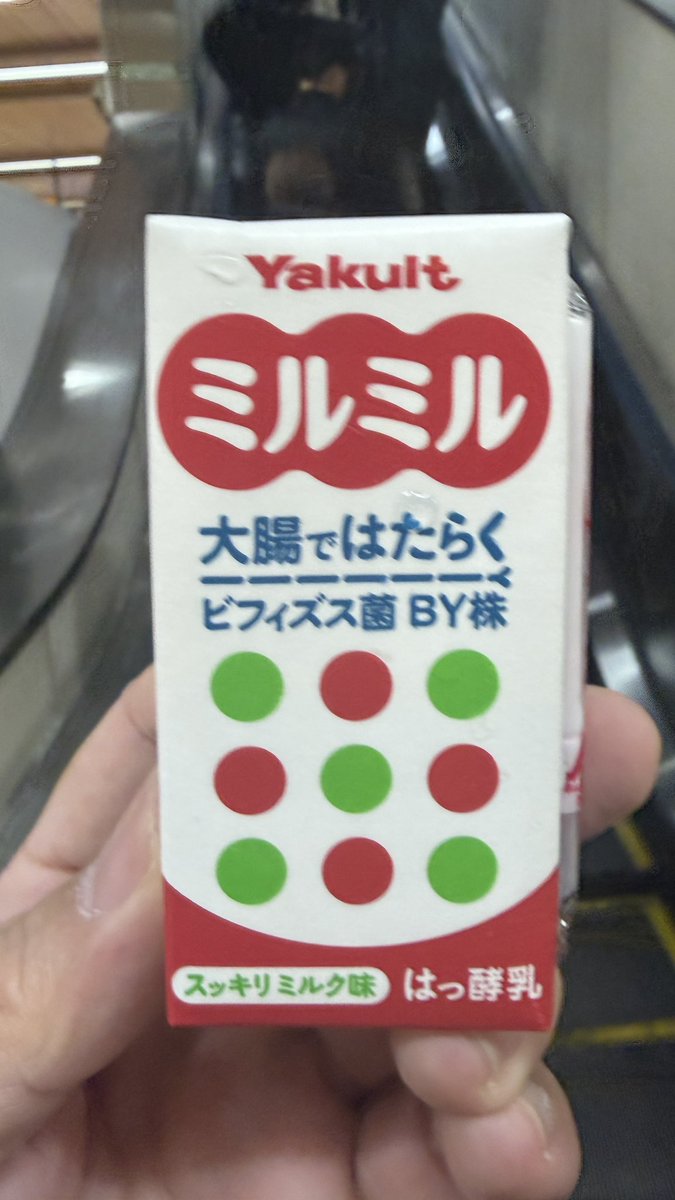 Yakult
ミルミル
大腸ではたらく
ビフィズス菌 BY株
スッキリミルク味 はっ酵乳